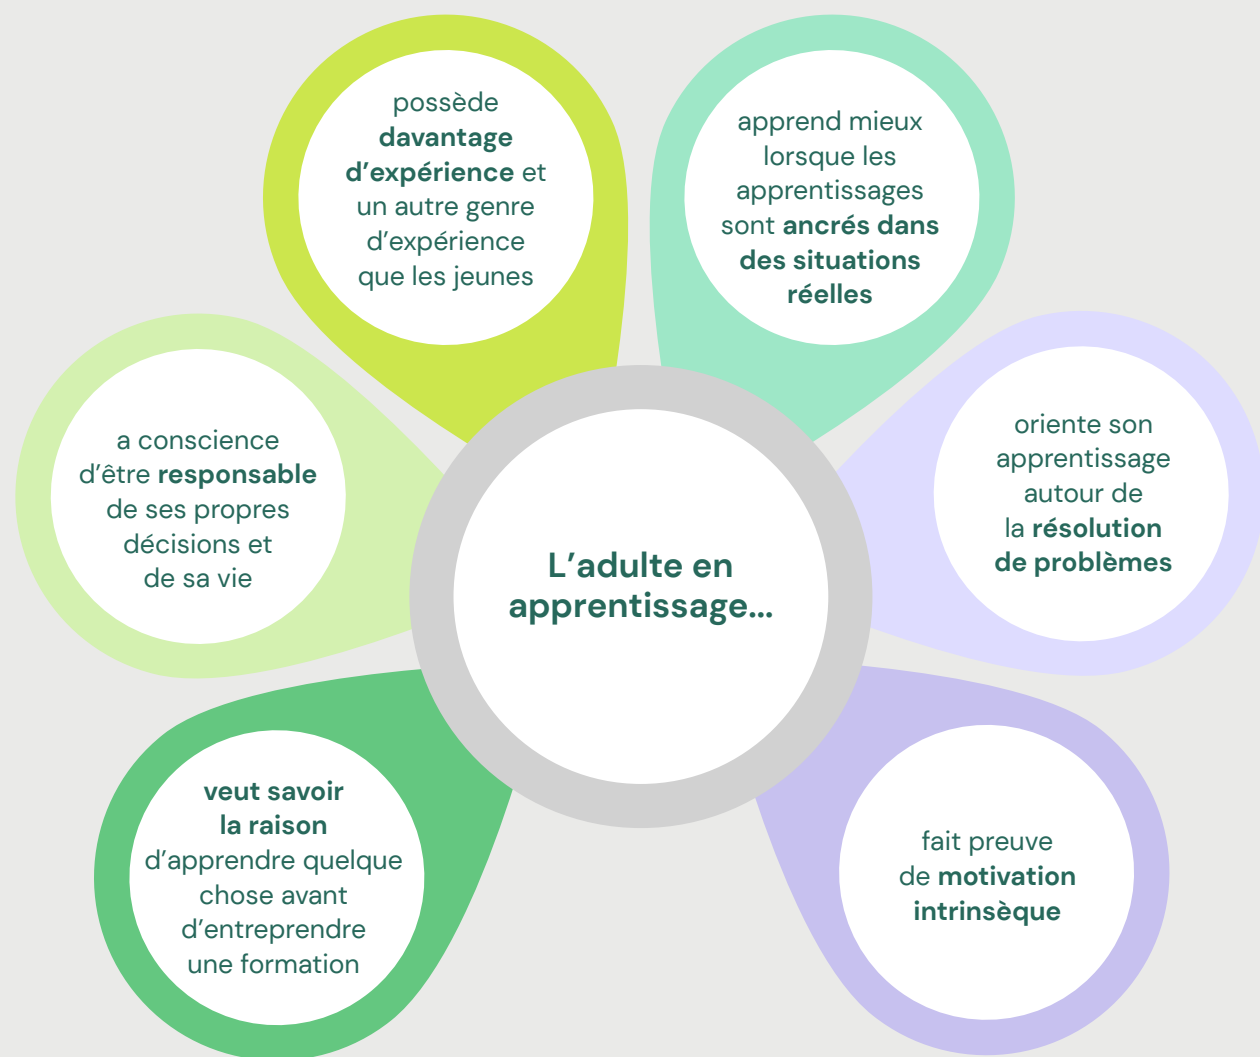 L'adulte en
apprentissage...
veut savoir
la raison
d'apprendre quelque
chose avant
d'entreprendre
une formation
a conscience
d'être responsable
de ses propres
décisions et
de sa vie
possède
davantage
d'expérience et
un autre genre
d'expérience
que les jeunes
apprend mieux
lorsque les
apprentissages
sont ancrés dans
des situations
réelles
oriente son
apprentissage
autour de
la résolution
de problèmes
fait preuve
de motivation
intrinsèque